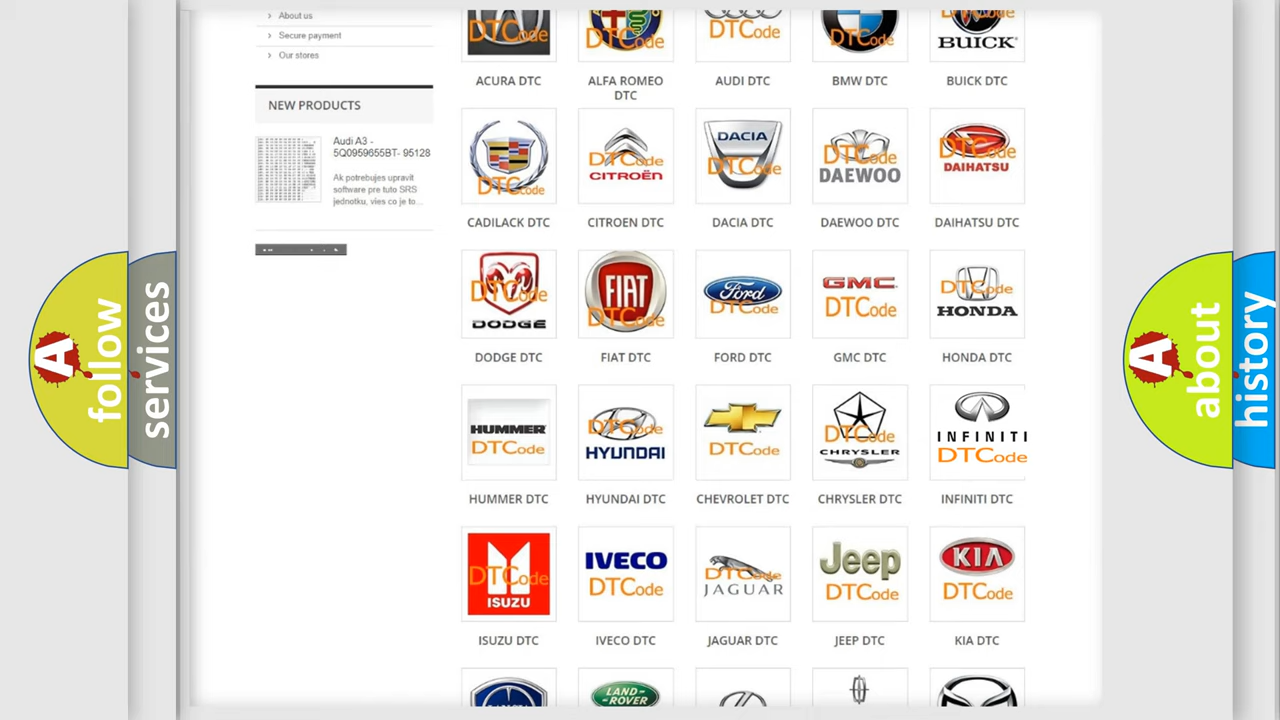 About us
Secure payment
Our stores
NEW PRODUCTS
Audi A3 -
5Q0959655BT- 95128
Ak potrebujes upravit
software pre tuto SRS
jednotku, vies co je to...
DTCode
DTCode
DTCode
DTCode
DTCode
BUICK
ACURA DTC
ALFA ROMEO
DTC
AUDI DTC
BMW DTC
BUICK DTC
DTCode
DTCode
CITROËN
DACIA
DTCode
DTCode
DAEWOO
DTCode
DAIHATSU
CADILACK DTC
CITROEN DTC
DACIA DTC
DAEWOO DTC
DAIHATSU DTC
DTCode
DODGE
FIAT
DTCode
Ford
DTCode
GMC
DTCode
DTCode
HONDA
DODGE DTC
FIAT DTC
FORD DTC
GMC DTC
HONDA DTC
HUMMER
DTCode
DTCode
HYUNDAI
DTCode
DTCode
CHRYSLER
INFINITI
DTCode
HUMMER DTC
HYUNDAI DTC
CHEVROLET DTC
CHRYSLER DTC
INFINITI DTC
DTCode
ISUZU
IVECO
DTCode
DTCode
JAGUAR
Jeep
DTCode
KIA
DTCode
ISUZU DTC
IVECO DTC
JAGUAR DTC
JEEP DTC
KIA DTC
LAND-
ROVER
A
follow
services
A
about
history